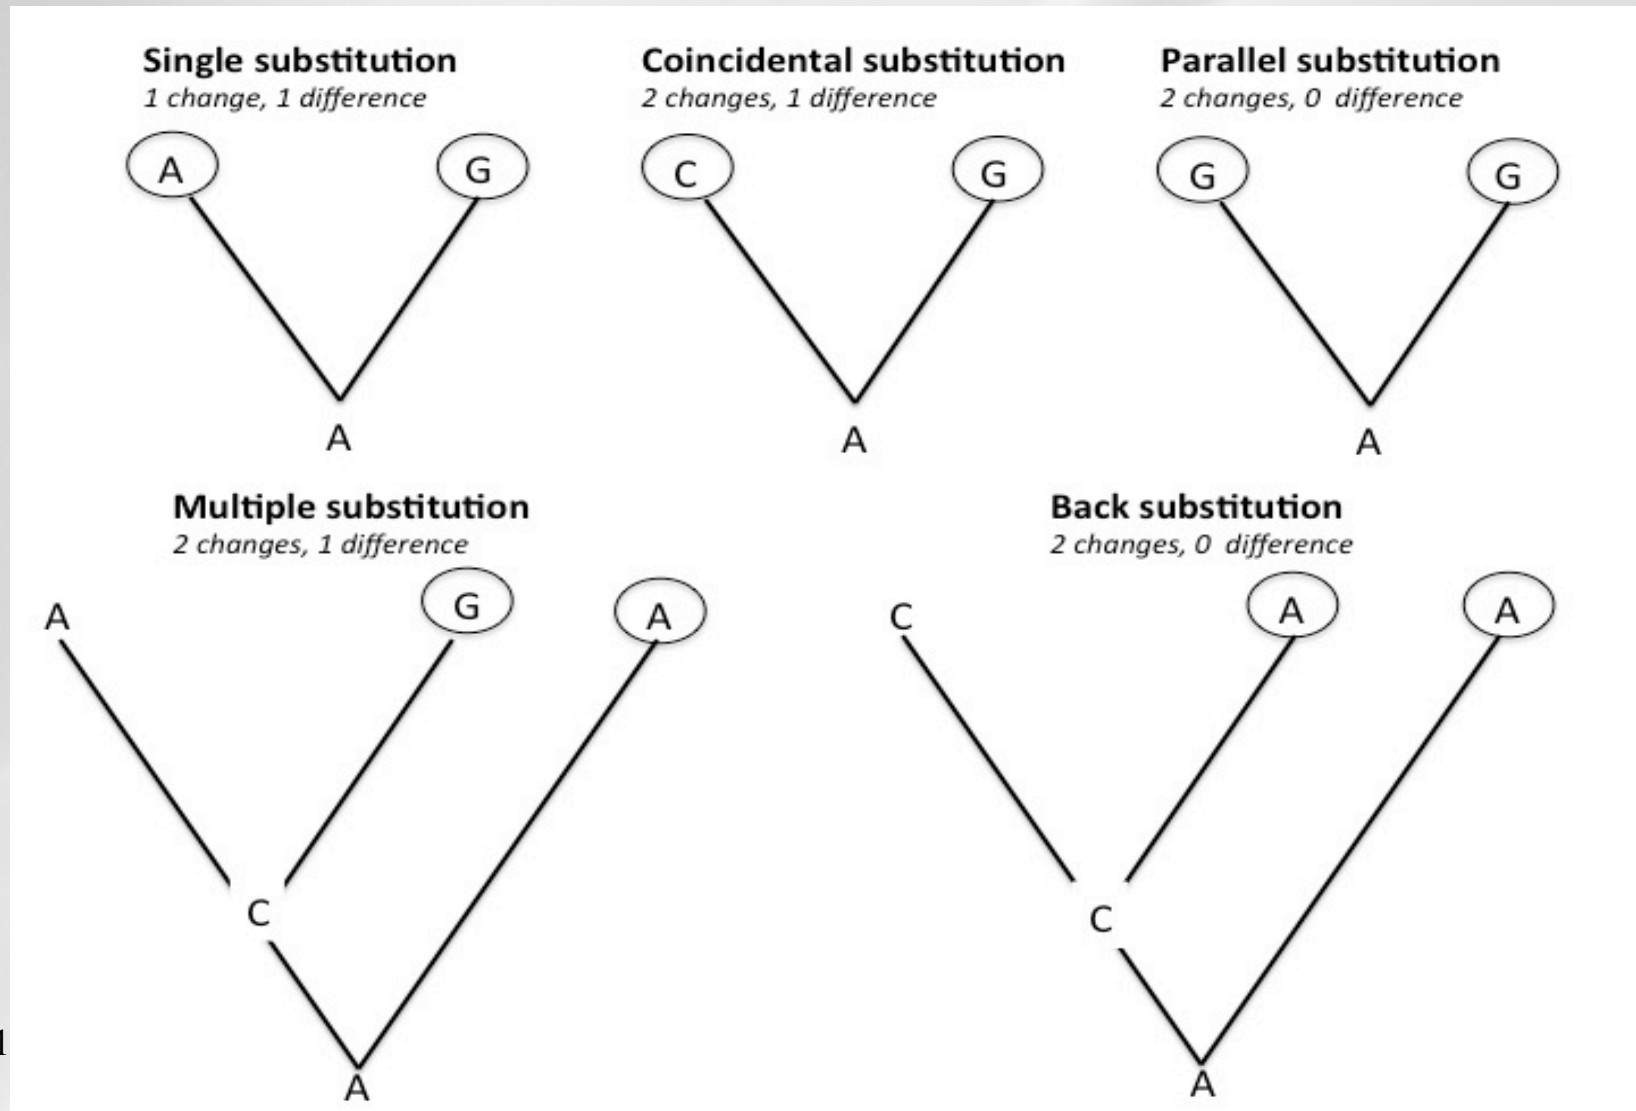 Single substitution
1 change, 1 difference
A G
A
Coincidental substitution
2 changes, 1 difference
C G
A
Parallel substitution
2 changes, 0 difference
G G
A
Multiple substitution
2 changes, 1 difference
A G A
C
A
Back substitution
2 changes, 0 difference
C A A
C
A
1